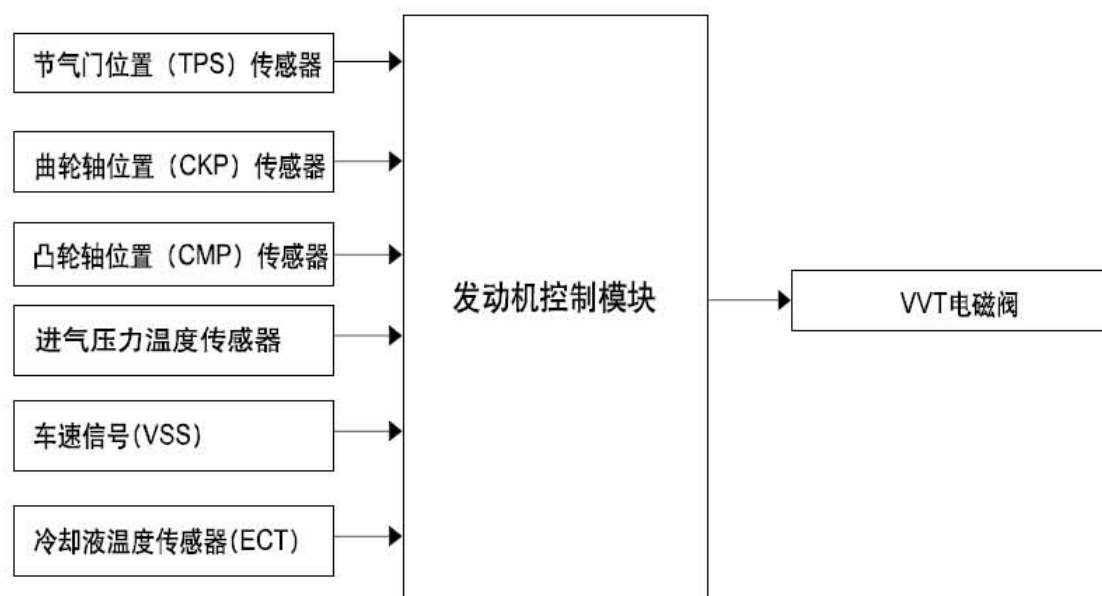 节气门位置（TPS）传感器
曲轮轴位置（CKP）传感器
凸轮轴位置（CMP）传感器
进气压力温度传感器
车速信号(VSS)
冷却液温度传感器(ECT)
发动机控制模块
VVT电磁阀